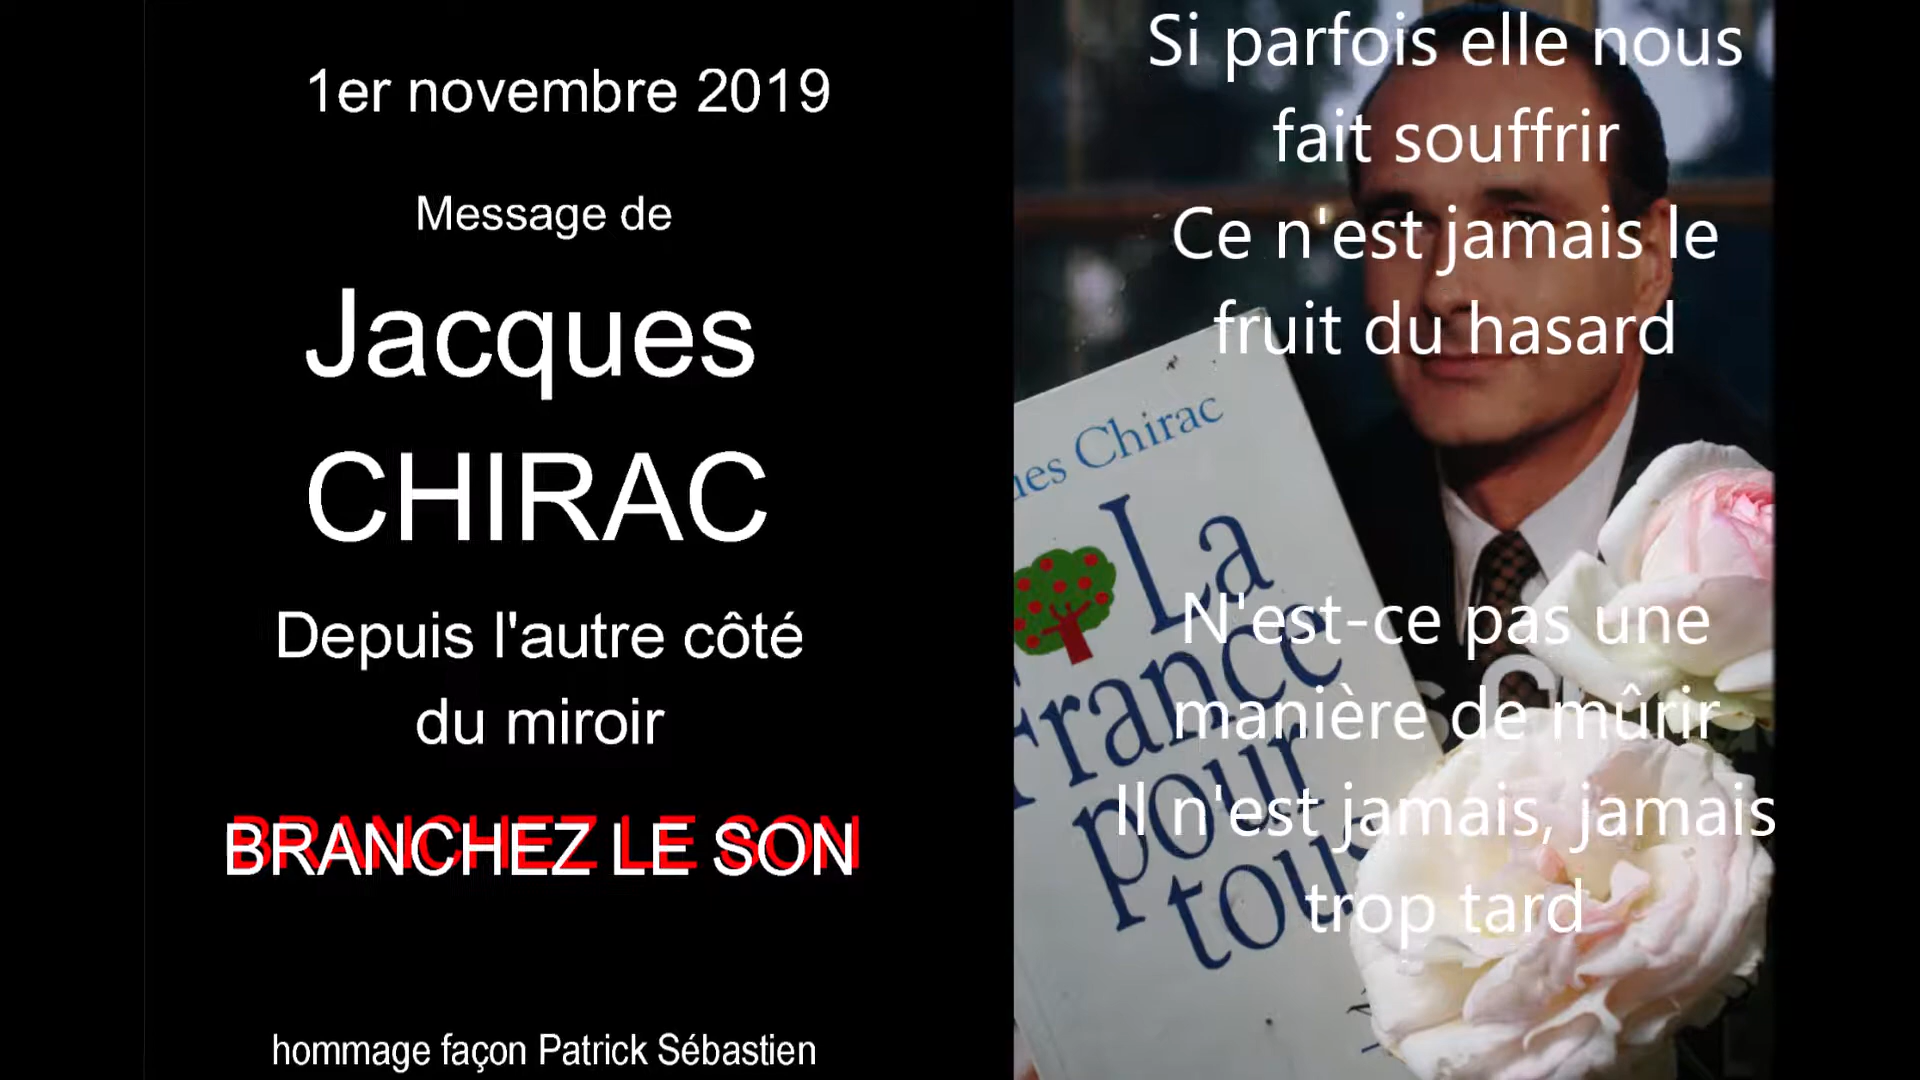 1er novembre 2019
Message de
Jacques
CHIRAC
Depuis l'autre côté
du miroir
BRANCHEZ LE SON
hommage façon Patrick Sébastien
Si parfois elle nous
fait souffrir
Ce n'est jamais le
fruit du hasard
N'est-ce pas une
manière de mûrir
Il n'est jamais, jamais
trop tard
Chirac
La
France
pour
tous